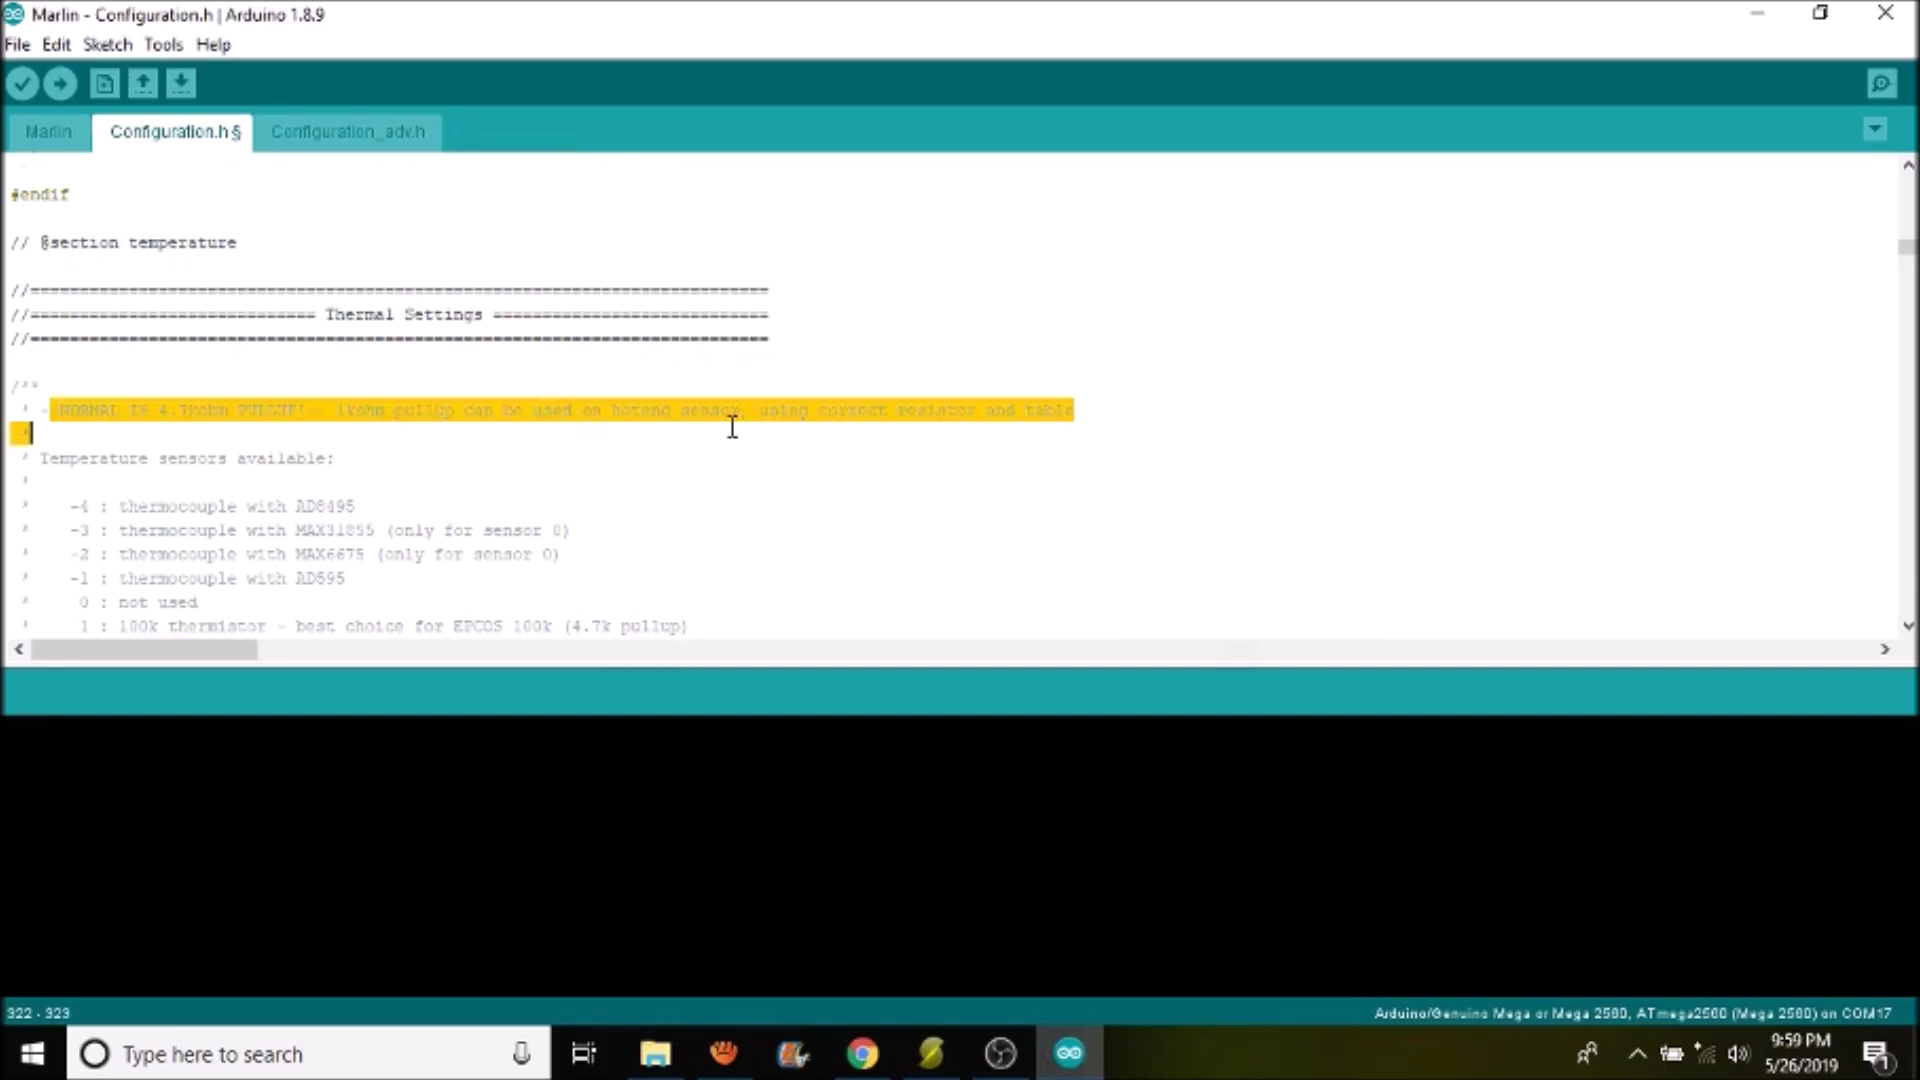 Marlin - Configuration.h | Arduino 1.8.9
File Edit Sketch Tools Help
Marlin Configuration.h § Configuration_adv.h
#endif
// @section temperature
//===========================================================================
//============================= Thermal Settings ============================
//===========================================================================
/**
* --NORMAL IS 4.7kohm PULLUP!-- 1kohm pullup can be used on hotend sensor, using correct resistor and table
*
* Temperature sensors available:
*
* -4 : thermocouple with AD8495
* -3 : thermocouple with MAX31855 (only for sensor 0)
* -2 : thermocouple with MAX6675 (only for sensor 0)
* -1 : thermocouple with AD595
* 0 : not used
* 1 : 100k thermistor - best choice for EPCOS 100k (4.7k pullup)
322 - 323
Arduino/Genuino Mega or Mega 2560, ATmega2560 (Mega 2560) on COM17
Type here to search
9:59 PM
5/26/2019
1